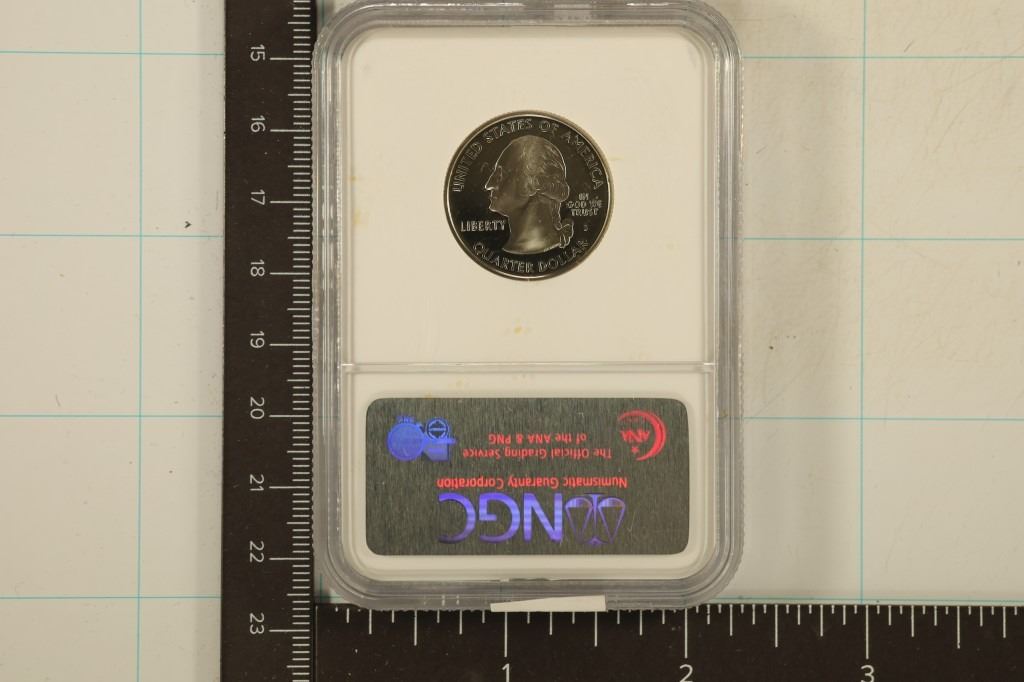 UNITED STATES OF AMERICA
IN
GOD WE
TRUST
LIBERTY
QUARTER DOLLAR
NGC
Numismatic Guaranty Corporation
The Official Grading Service
of the ANA & PNG
ANA
15
16
17
18
19
20
21
22
23
1
2
3